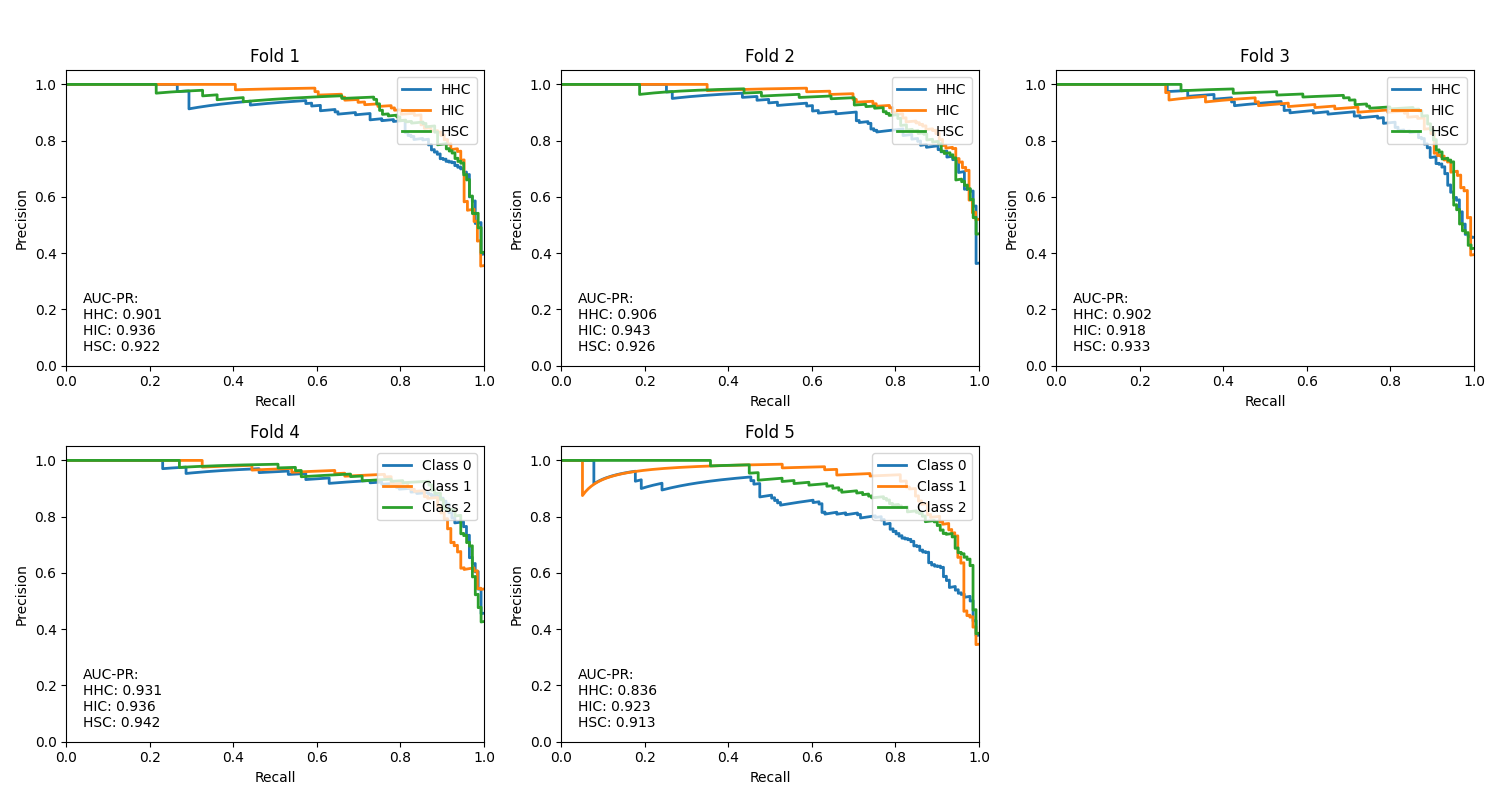 Fold 1
1.0
0.8
0.6
0.4
0.2
0.0
Precision
HHC
HIC
HSC
AUC-PR:
HHC: 0.901
HIC: 0.936
HSC: 0.922
0.0 0.2 0.4 0.6 0.8 1.0
Recall
Fold 2
1.0
0.8
0.6
0.4
0.2
0.0
Precision
HHC
HIC
HSC
AUC-PR:
HHC: 0.906
HIC: 0.943
HSC: 0.926
0.0 0.2 0.4 0.6 0.8 1.0
Recall
Fold 3
1.0
0.8
0.6
0.4
0.2
0.0
Precision
HHC
HIC
HSC
AUC-PR:
HHC: 0.902
HIC: 0.918
HSC: 0.933
0.0 0.2 0.4 0.6 0.8 1.0
Recall
Fold 4
1.0
0.8
0.6
0.4
0.2
0.0
Precision
Class 0
Class 1
Class 2
AUC-PR:
HHC: 0.931
HIC: 0.936
HSC: 0.942
0.0 0.2 0.4 0.6 0.8 1.0
Recall
Fold 5
1.0
0.8
0.6
0.4
0.2
0.0
Precision
Class 0
Class 1
Class 2
AUC-PR:
HHC: 0.836
HIC: 0.923
HSC: 0.913
0.0 0.2 0.4 0.6 0.8 1.0
Recall